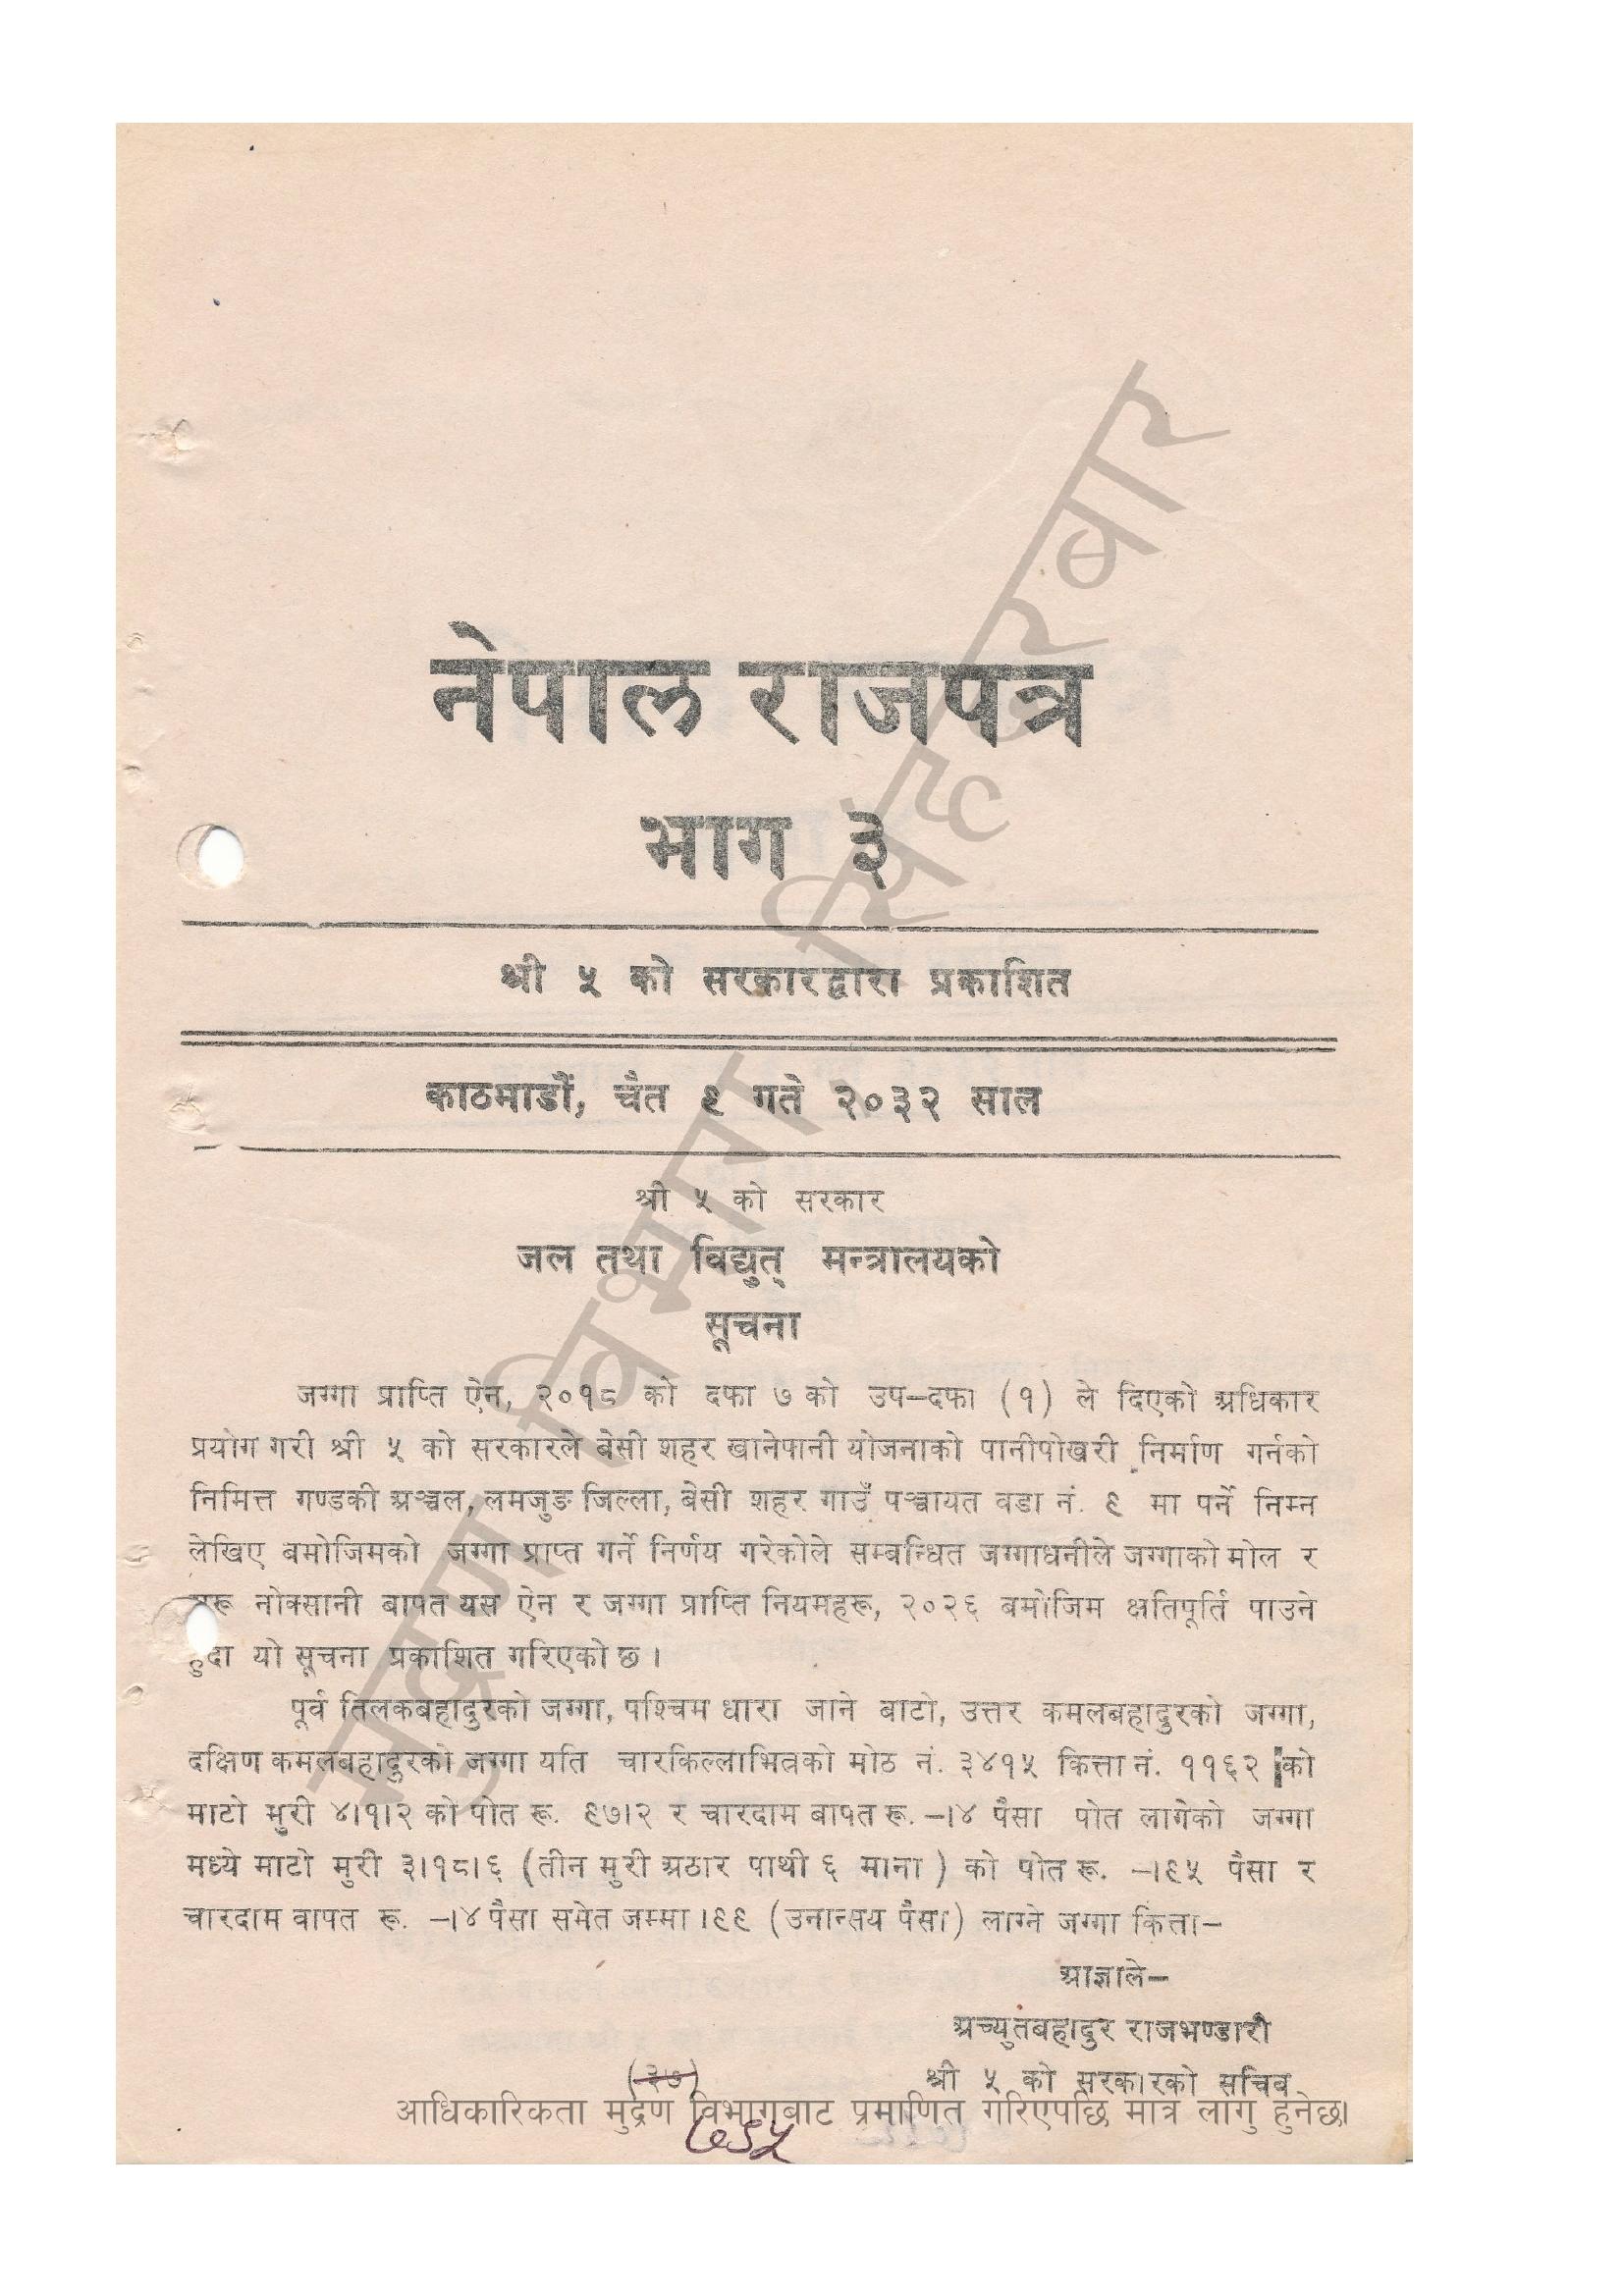 नेपाल राजपत्र
भाग ३
श्री ५ को सरकारद्वारा प्रकाशित
काठमाडौं, चैत ९ गते २०३२ साल
श्री ५ को सरकार
जल तथा विद्युत् मन्त्रालयको
सूचना
जग्गा प्राप्ति ऐन, २०१८ को दफा ७ को उप–दफा (१) ले दिएको अधिकार
प्रयोग गरी श्री ५ को सरकारले बेसी शहर खानेपानी योजनाको पानीपोखरी निर्माण गर्नको
निमित्त गण्डकी अञ्चल, लमजुङ जिल्ला, बेसी शहर गाउँ पञ्चायत वडा नं. ९ मा पर्ने निम्न
लेखिए बमोजिमको जग्गा प्राप्त गर्ने निर्णय गरेकोले सम्बन्धित जग्गाधनीले जग्गाको मोल र
नोक्सानी बापत यस ऐन र जग्गा प्राप्ति नियमहरू, २०२६ बमोजिम क्षतिपूर्ति पाउने
हुदा यो सूचना प्रकाशित गरिएको छ ।
पूर्व तिलकबहादुरको जग्गा, पश्चिम धारा जाने बाटो, उत्तर कमलबहादुरको जग्गा,
दक्षिण कमलबहादुरको जग्गा यति चारकिल्लाभित्रको मोठ नं. ३४१५ कित्ता नं. ११६२ को
माटो मुरी ४।१।२ को पोत रू. ९७।२ र चारदाम बापत रू. –।४ पैसा पोत लागेको जग्गा
मध्ये माटो मुरी ३।१८।६ (तीन मुरी अठार पाथी ६ माना ) को पोत रू. –।९५ पैसा र
चारदाम वापत रू. –।४ पैसा समेत जम्मा ।९९ (उनान्सय पैसा) लाग्ने जग्गा कित्ता–
आज्ञाले–
अच्युतबहादुर राजभण्डारी
श्री ५ को सरकारको सचिव
(३७)
आधिकारिकता मुद्रण विभागबाट प्रमाणित गरिएपछि मात्र लागु हुनेछ।
७९५
मुद्रण विभाग, सिंहदरबार